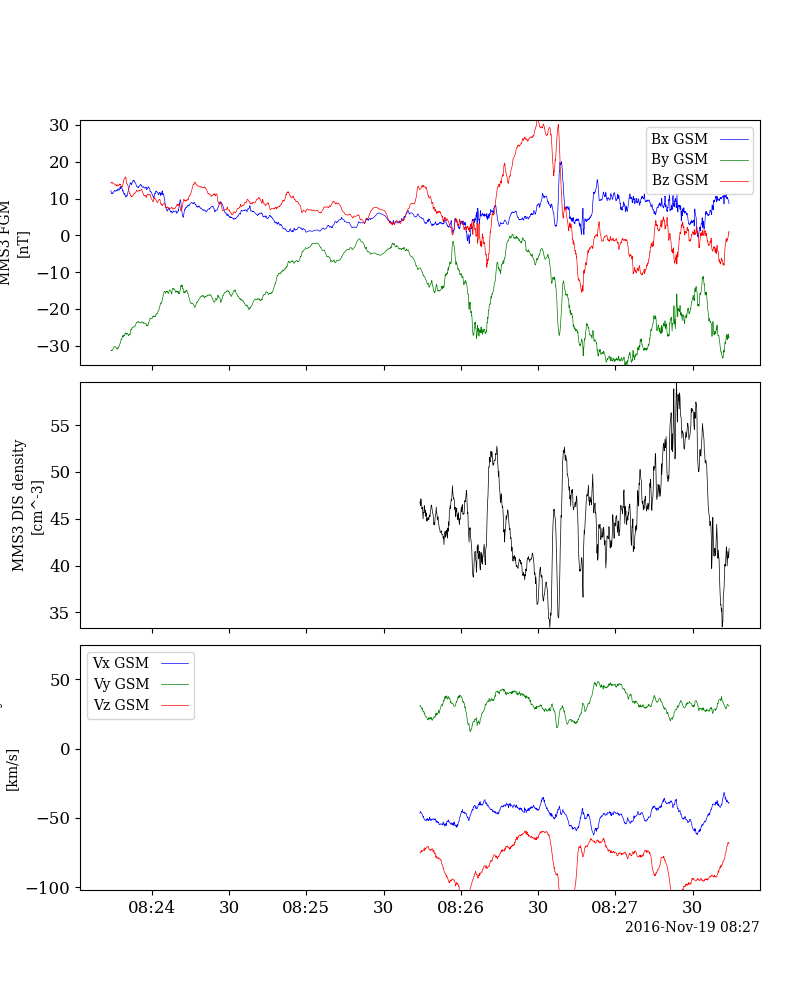 30
20
10
0
−10
−20
−30
MMS3 FGM
[nT]
Bx GSM
By GSM
Bz GSM
55
50
45
40
35
MMS3 DIS density
[cm^-3]
50
0
−50
−100
[km/s]
Vx GSM
Vy GSM
Vz GSM
08:24 30 08:25 30 08:26 30 08:27 30
2016-Nov-19 08:27